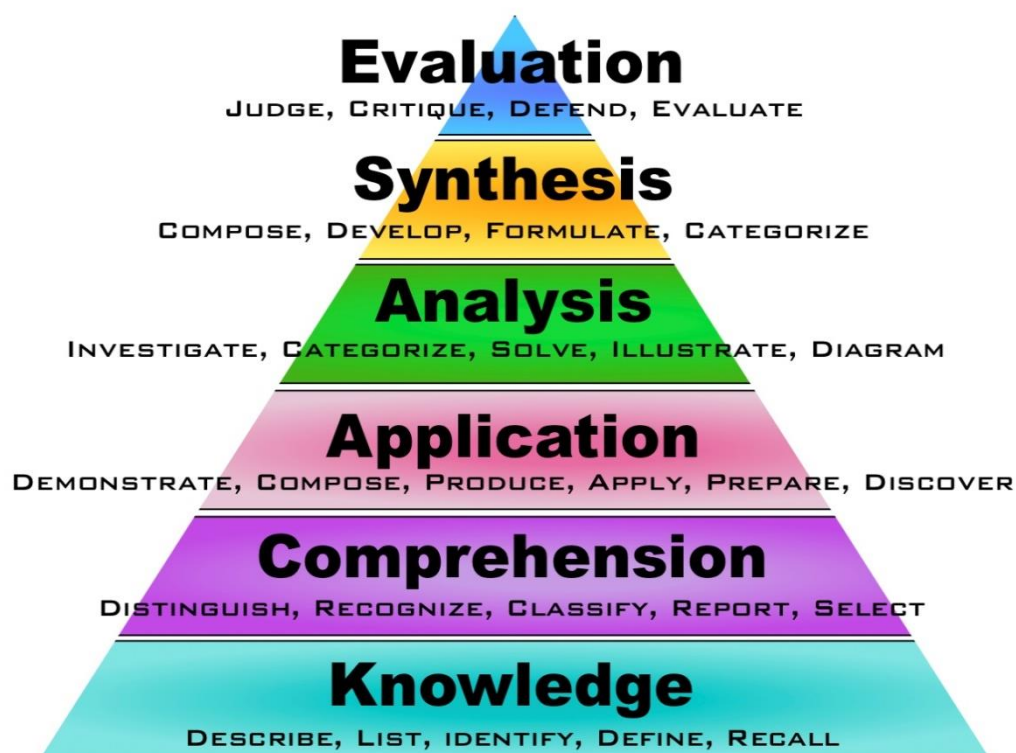 Evaluation
Judge, Critique, Defend, Evaluate
Synthesis
Compose, Develop, Formulate, Categorize
Analysis
Investigate, Categorize, Solve, Illustrate, Diagram
Application
Demonstrate, Compose, Produce, Apply, Prepare, Discover
Comprehension
Distinguish, Recognize, Classify, Report, Select
Knowledge
Describe, List, identify, Define, Recall